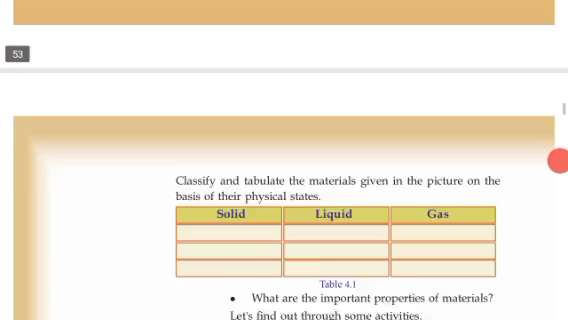 53
Classify and tabulate the materials given in the picture on the
basis of their physical states.
Solid Liquid Gas
Table 4.1
• What are the important properties of materials?
Let's find out through some activities.